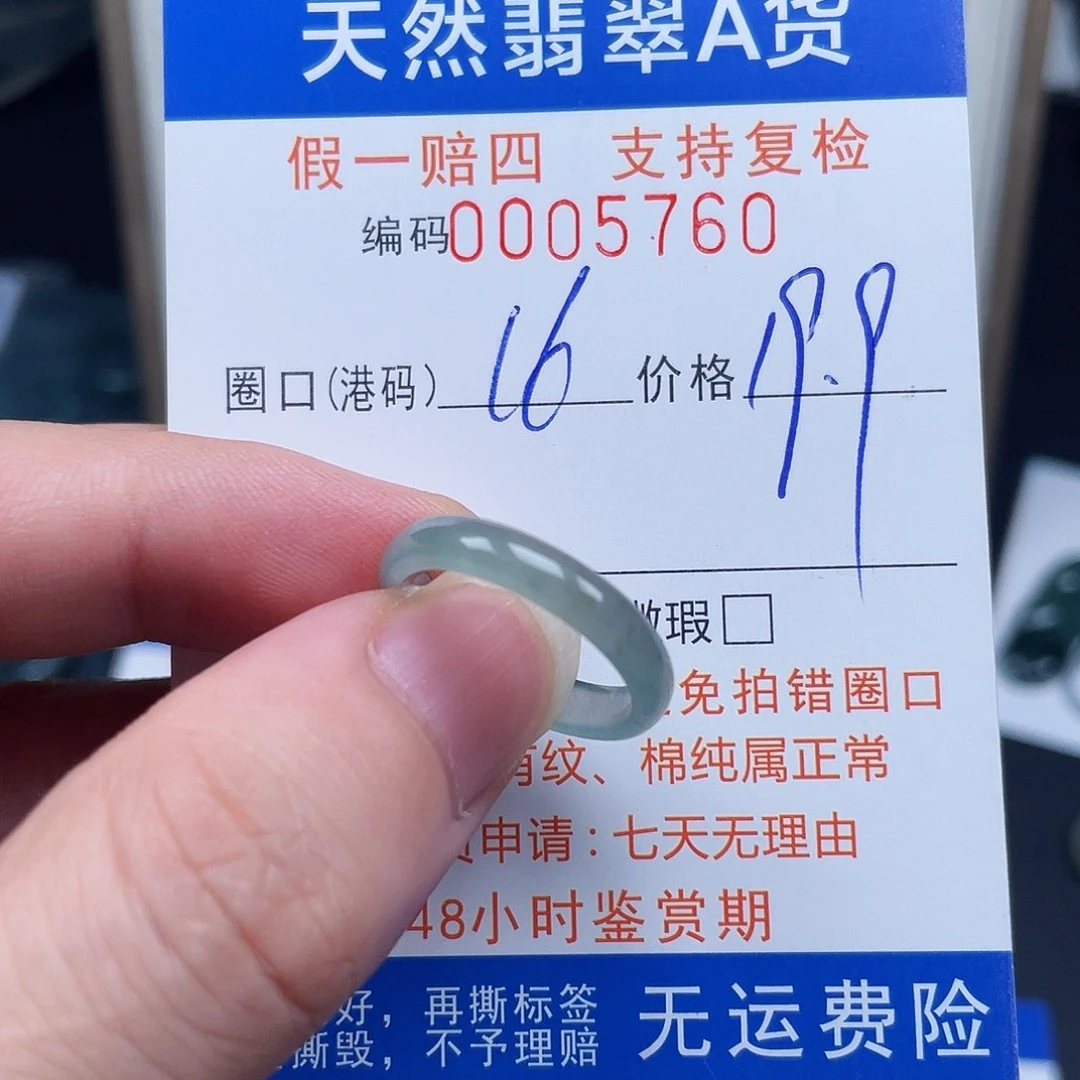 天然翡翠A货
假一赔四 支持复检
编码0005760
圈口(港码) 16 价格 19.9
瑕□
免拍错圈口
有纹、棉纯属正常
申请:七天无理由
48小时鉴赏期
好,再撕标签
撕毁,不予理赔
无运费险